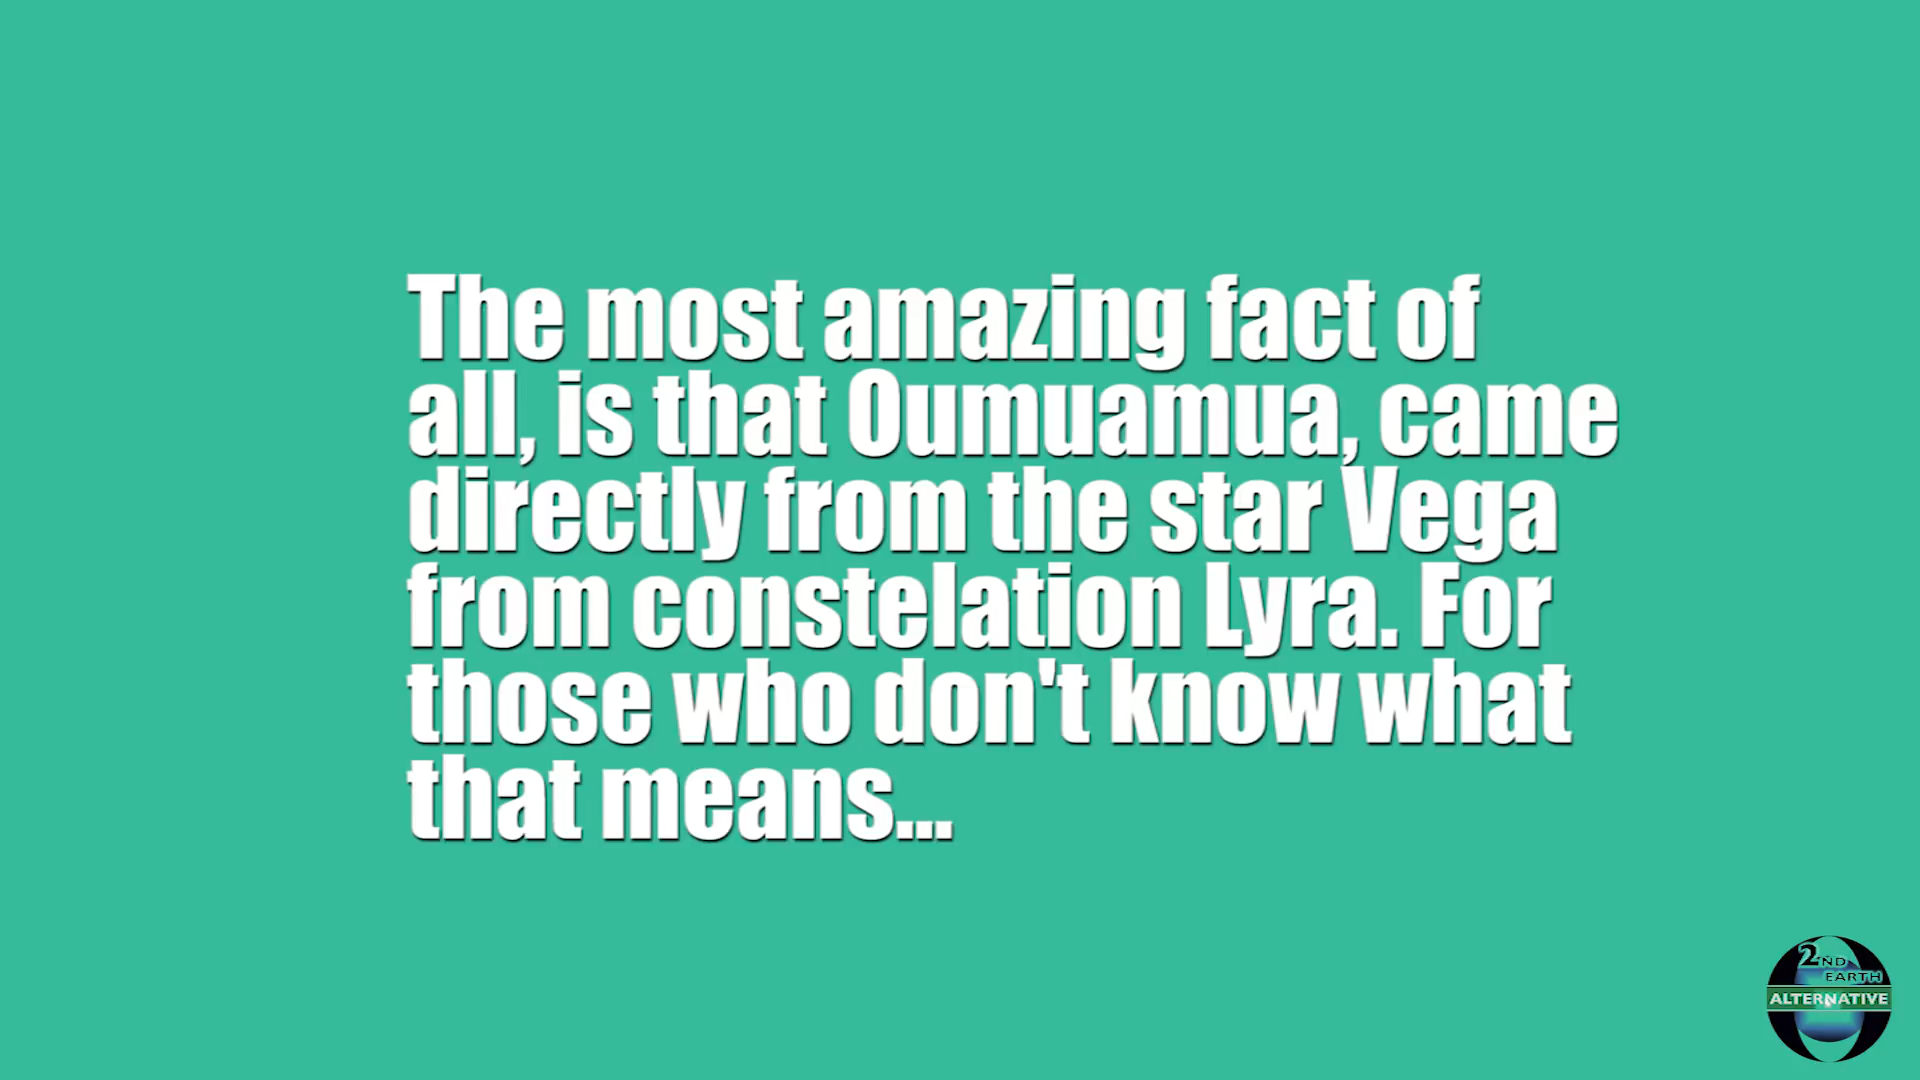 The most amazing fact of
all, is that Oumuamua, came
directly from the star Vega
from constelation Lyra. For
those who don't know what
that means...
2ND
EARTH
ALTERNATIVE